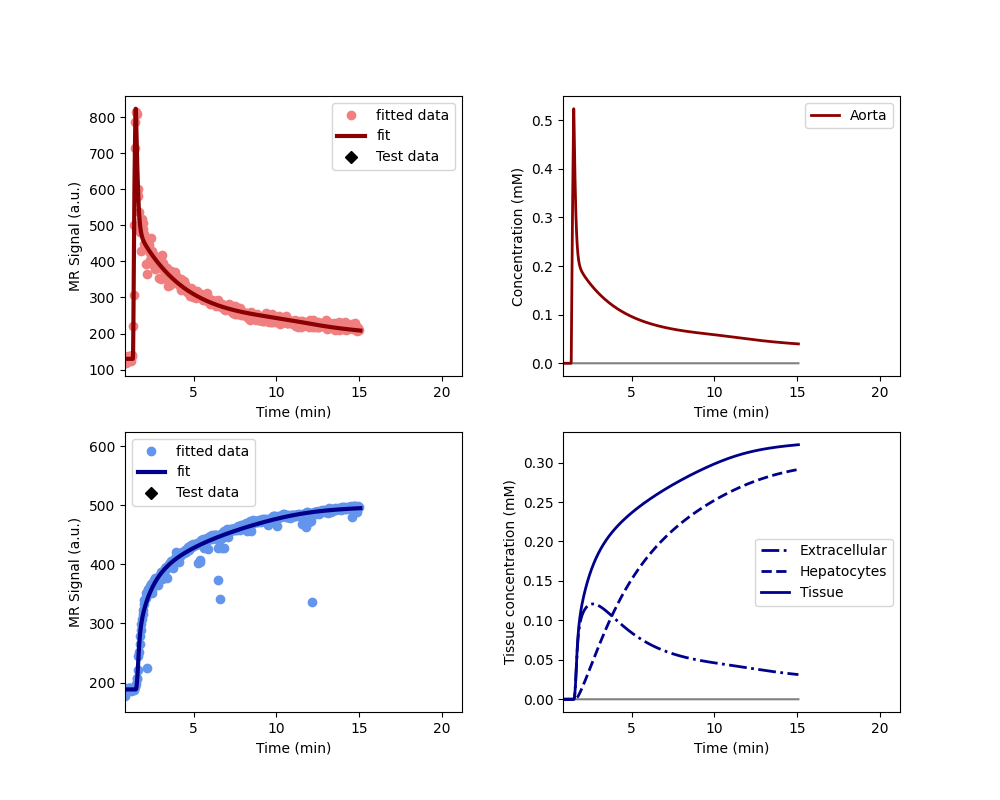 800
700
600
500
400
300
200
100
MR Signal (a.u.)
fitted data
fit
Test data
5
10
15
20
Time (min)
0.5
0.4
0.3
0.2
0.1
0.0
Concentration (mM)
Aorta
5
10
15
20
Time (min)
600
500
400
300
200
MR Signal (a.u.)
fitted data
fit
Test data
5
10
15
20
Time (min)
0.30
0.25
0.20
0.15
0.10
0.05
0.00
Tissue concentration (mM)
Extracellular
Hepatocytes
Tissue
5
10
15
20
Time (min)